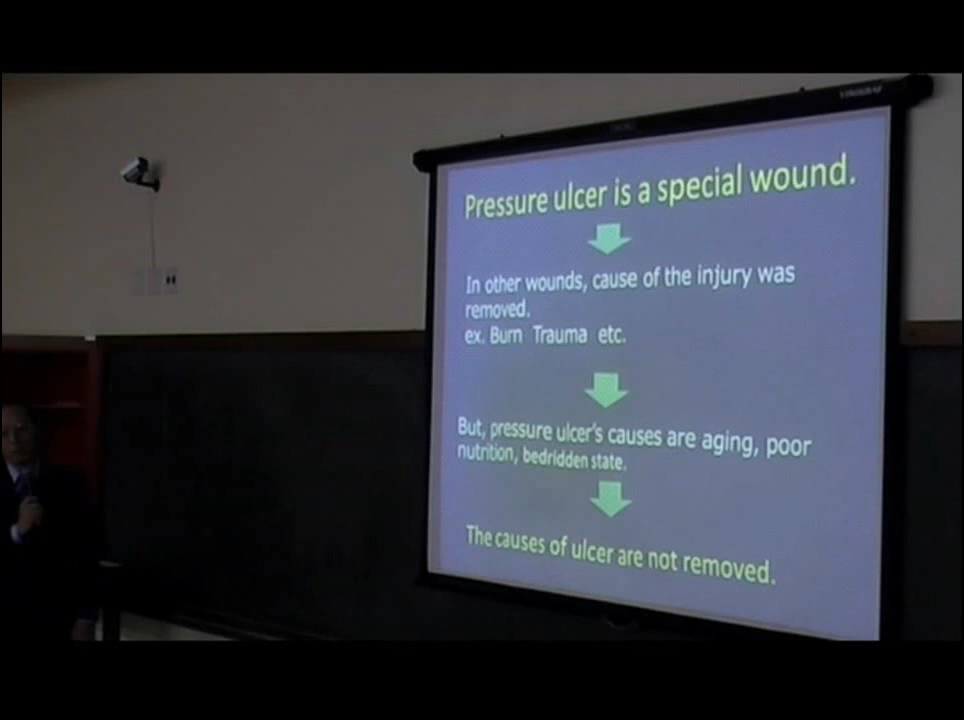 Pressure ulcer is a special wound.
In other wounds, cause of the injury was
removed.
ex. Burn Trauma etc.
But, pressure ulcer's causes are aging, poor
nutrition, bedridden state.
The causes of ulcer are not removed.